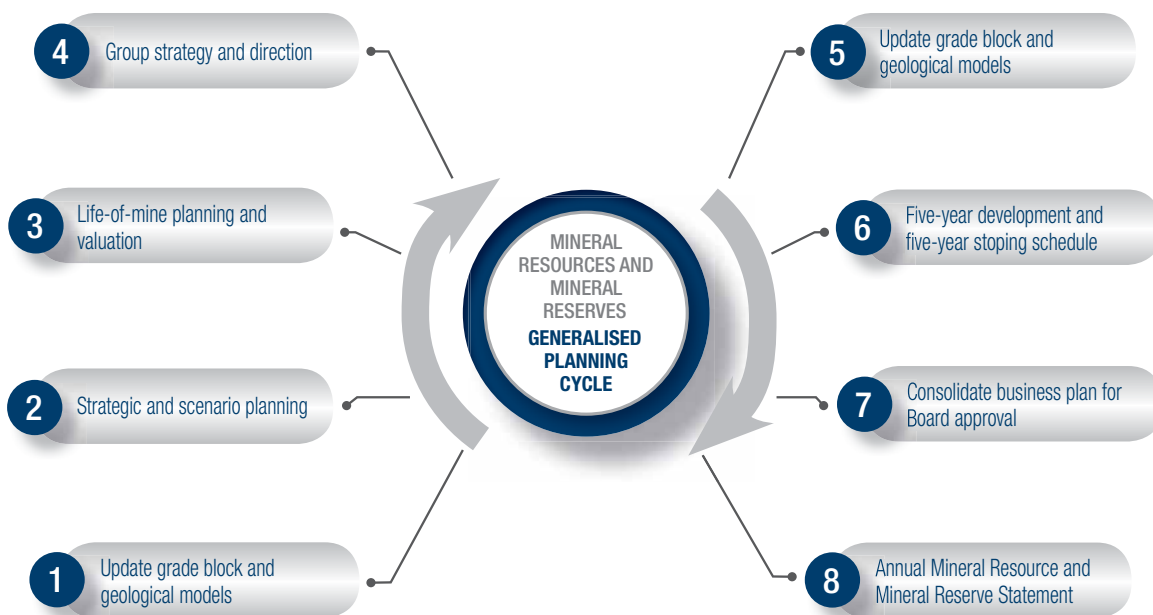 4
Group strategy and direction
3
Life-of-mine planning and
valuation
2
Strategic and scenario planning
1
Update grade block and
geological models
MINERAL
RESOURCES AND
MINERAL
RESERVES
GENERALISED
PLANNING
CYCLE
5
Update grade block and
geological models
6
Five-year development and
five-year stoping schedule
7
Consolidate business plan for
Board approval
8
Annual Mineral Resource and
Mineral Reserve Statement